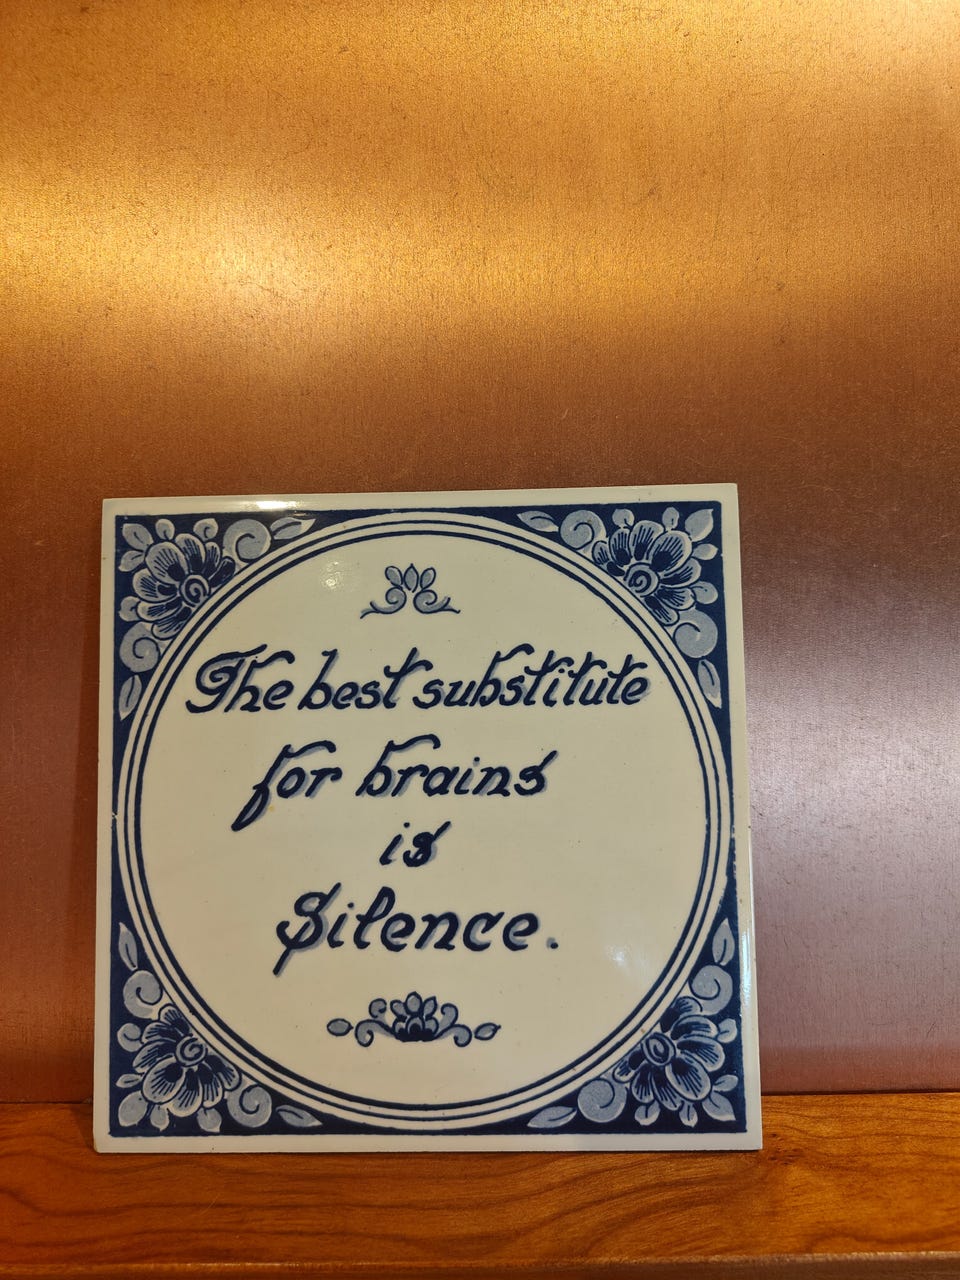 The best substitute
for brains
is
Silence.